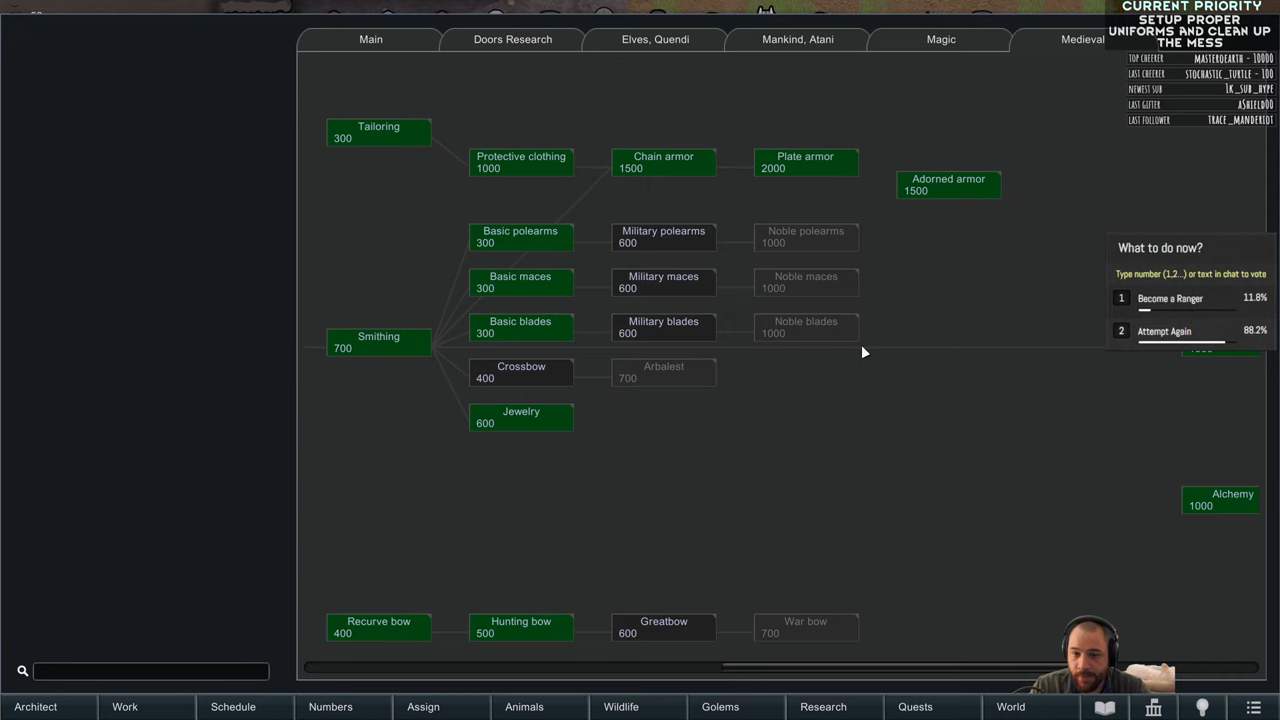 CURRENT PRIORITY
SETUP PROPER
UNIFORMS AND CLEAN UP
THE MESS
TOP CHEERER MASTEROEARTH - 10000
LAST CHEERER STOCHASTIC_TURTLE - 100
NEWEST SUB 1K_SUB_HYPE
LAST GIFTER ASHIELD00
LAST FOLLOWER TRACE_MANDERIOT
Main
Doors Research
Elves, Quendi
Mankind, Atani
Magic
Medieval
Tailoring
300
Protective clothing
1000
Chain armor
1500
Plate armor
2000
Adorned armor
1500
Basic polearms
300
Military polearms
600
Noble polearms
1000
Basic maces
300
Military maces
600
Noble maces
1000
Basic blades
300
Military blades
600
Noble blades
1000
Smithing
700
Crossbow
400
Arbalest
700
Jewelry
600
Alchemy
1000
Recurve bow
400
Hunting bow
500
Greatbow
600
War bow
700
What to do now?
Type number (1,2...) or text in chat to vote
1 Become a Ranger 11.8%
2 Attempt Again 88.2%
Architect
Work
Schedule
Numbers
Assign
Animals
Wildlife
Golems
Research
Quests
World